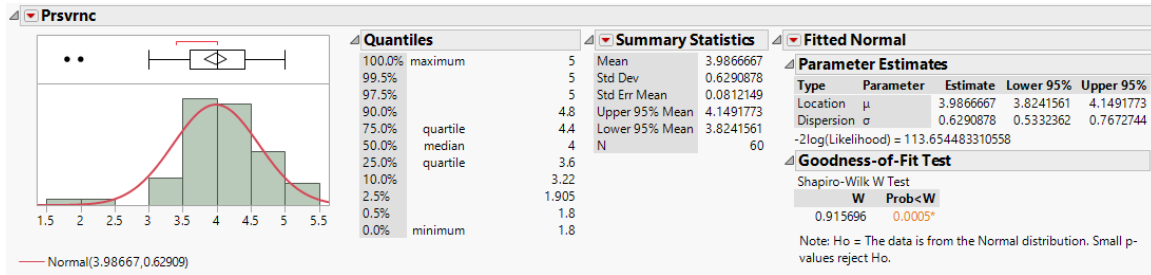 Prsvrnc
1.5 2 2.5 3 3.5 4 4.5 5 5.5
Normal(3.98667,0.62909)
Quantiles
100.0% maximum 5
99.5% 5
97.5% 5
90.0% 4.8
75.0% quartile 4.4
50.0% median 4
25.0% quartile 3.6
10.0% 3.22
2.5% 1.905
0.5% 1.8
0.0% minimum 1.8
Summary Statistics
Mean 3.9866667
Std Dev 0.6290878
Std Err Mean 0.0812149
Upper 95% Mean 4.1491773
Lower 95% Mean 3.8241561
N 60
Fitted Normal
Parameter Estimates
Type Parameter Estimate Lower 95% Upper 95%
Location μ 3.9866667 3.8241561 4.1491773
Dispersion σ 0.6290878 0.5332362 0.7672744
-2log(Likelihood) = 113.654483310558
Goodness-of-Fit Test
Shapiro-Wilk W Test
W Prob<W
0.915696 0.0005*
Note: Ho = The data is from the Normal distribution. Small p-
values reject Ho.